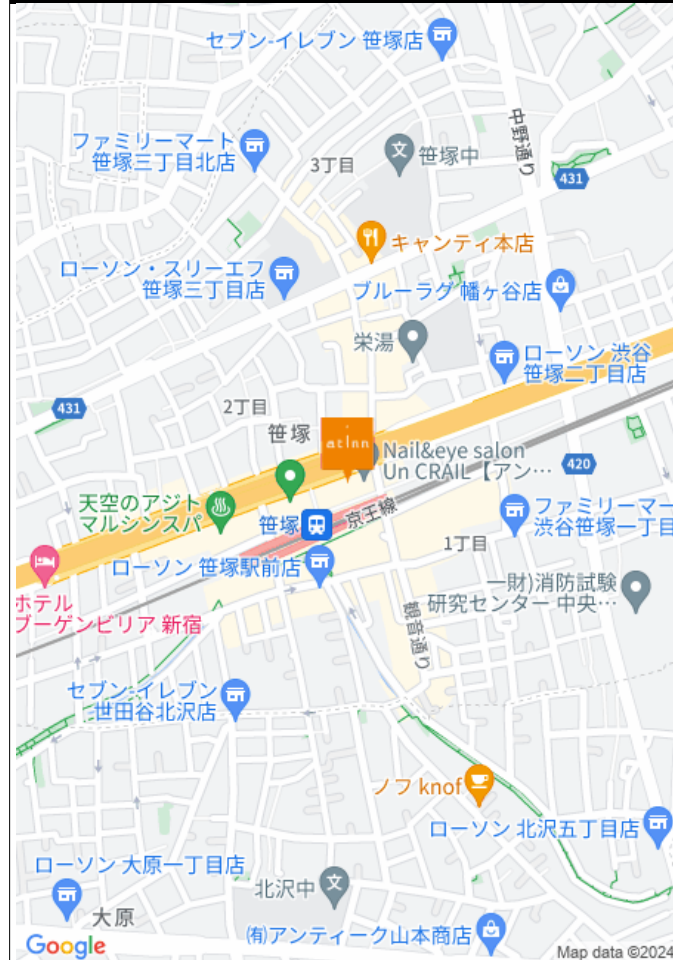 セブン-イレブン 笹塚店
中野通り
ファミリーマート
笹塚三丁目北店
3丁目
笹塚中
431
キャンティ本店
ローソン・スリーエフ
笹塚三丁目店
ブルーラグ 幡ヶ谷店
栄湯
ローソン 渋谷
笹塚二丁目店
431
2丁目
笹塚
atinn
Nail&eye salon
Un CRAIL【アン…
420
天空のアジト
マルシンスパ
笹塚
京王線
ファミリーマー
渋谷笹塚一丁目
1丁目
ローソン 笹塚駅前店
一財)消防試験
研究センター 中央…
ホテル
ブーゲンビリア 新宿
観音通り
セブン-イレブン
世田谷北沢店
ノフ knof
ローソン 北沢五丁目店
ローソン 大原一丁目店
北沢中
大原
(有)アンティーク山本商店
Google
Map data ©2024